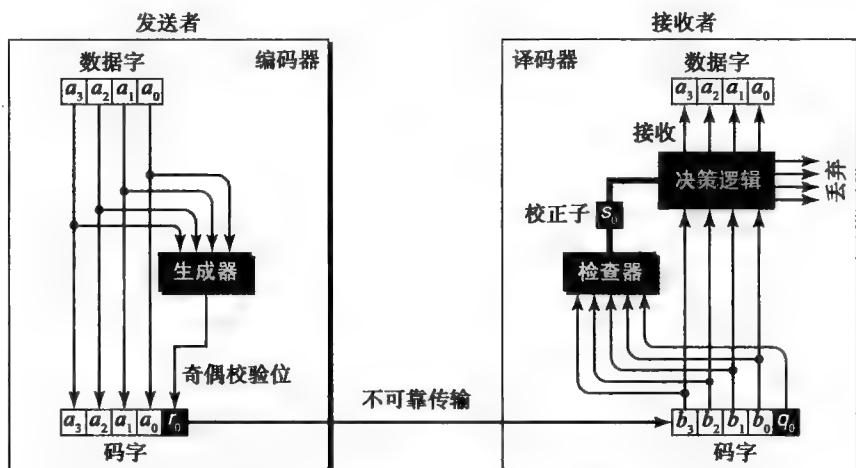 发送者
编码器
数据字
a₃ a₂ a₁ a₀
生成器
奇偶校验位
a₃ a₂ a₁ a₀ r₀
码字
不可靠传输
接收者
译码器
数据字
a₃ a₂ a₁ a₀
接收
决策逻辑
丢弃
校正子 s₀
检查器
b₃ b₂ b₁ b₀ q₀
码字